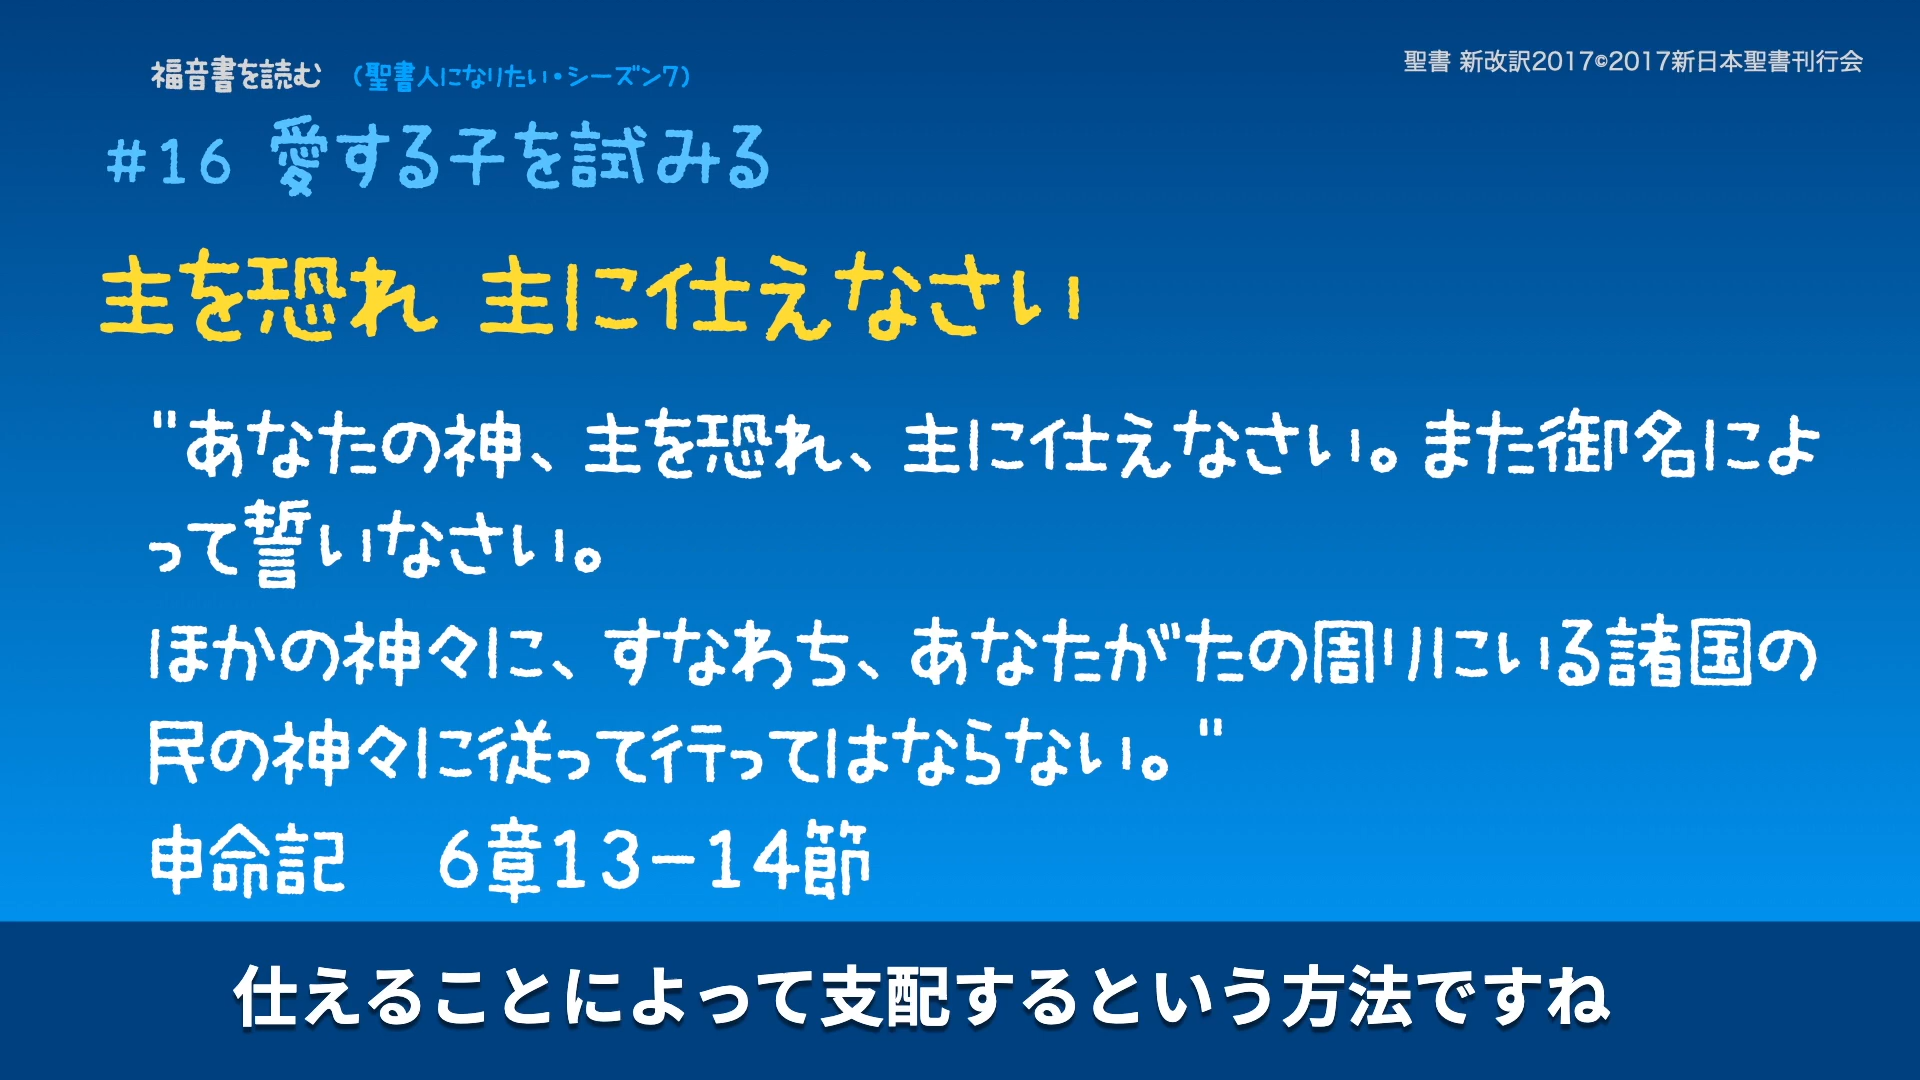 福音書を読む （聖書人になりたい・シーズン7）
聖書 新改訳2017©2017新日本聖書刊行会
#16 愛する子を試みる
主を恐れ 主に仕えなさい
"あなたの神、主を恐れ、主に仕えなさい。また御名によ
って誓いなさい。
ほかの神々に、すなわち、あなたがたの周りにいる諸国の
民の神々に従って行ってはならない。"
申命記　6章13−14節
仕えることによって支配するという方法ですね